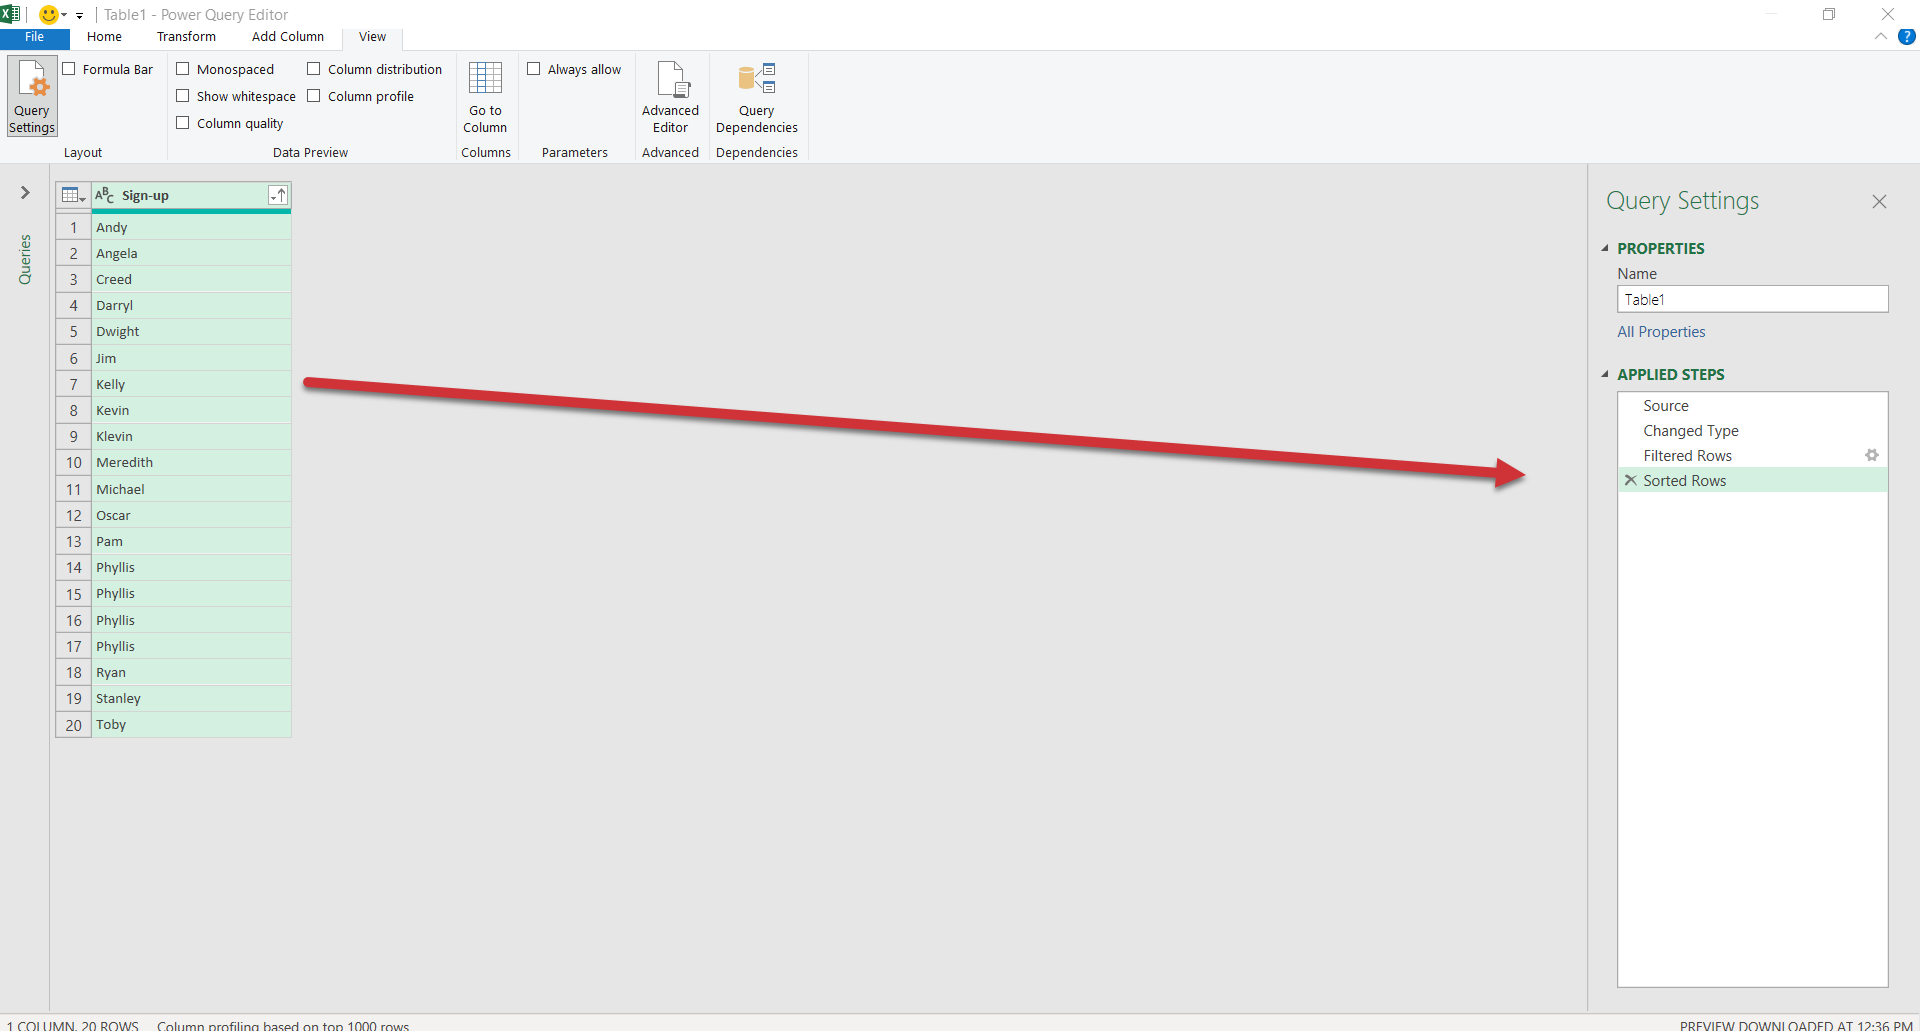 Table1 - Power Query Editor
File Home Transform Add Column View
Formula Bar Monospaced Column distribution Always allow
Show whitespace Column profile
Column quality
Query Settings
Go to Column
Advanced Editor
Query Dependencies
Layout Data Preview Columns Parameters Advanced Dependencies
Queries
ABC Sign-up
1 Andy
2 Angela
3 Creed
4 Darryl
5 Dwight
6 Jim
7 Kelly
8 Kevin
9 Klevin
10 Meredith
11 Michael
12 Oscar
13 Pam
14 Phyllis
15 Phyllis
16 Phyllis
17 Phyllis
18 Ryan
19 Stanley
20 Toby
Query Settings
PROPERTIES
Name
Table1
All Properties
APPLIED STEPS
Source
Changed Type
Filtered Rows
Sorted Rows
1 COLUMN, 20 ROWS Column profiling based on top 1000 rows
PREVIEW DOWNLOADED AT 12:36 PM